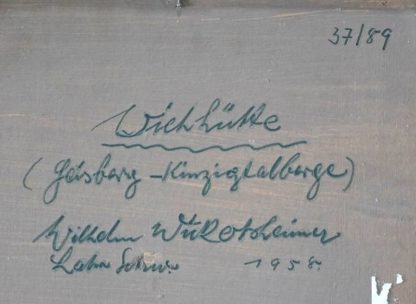 37/89
Viehhütte
(Geisberg - Kinzigtalberge)
Wilhelm Wickertsheimer
Lahr Schw. 1958.